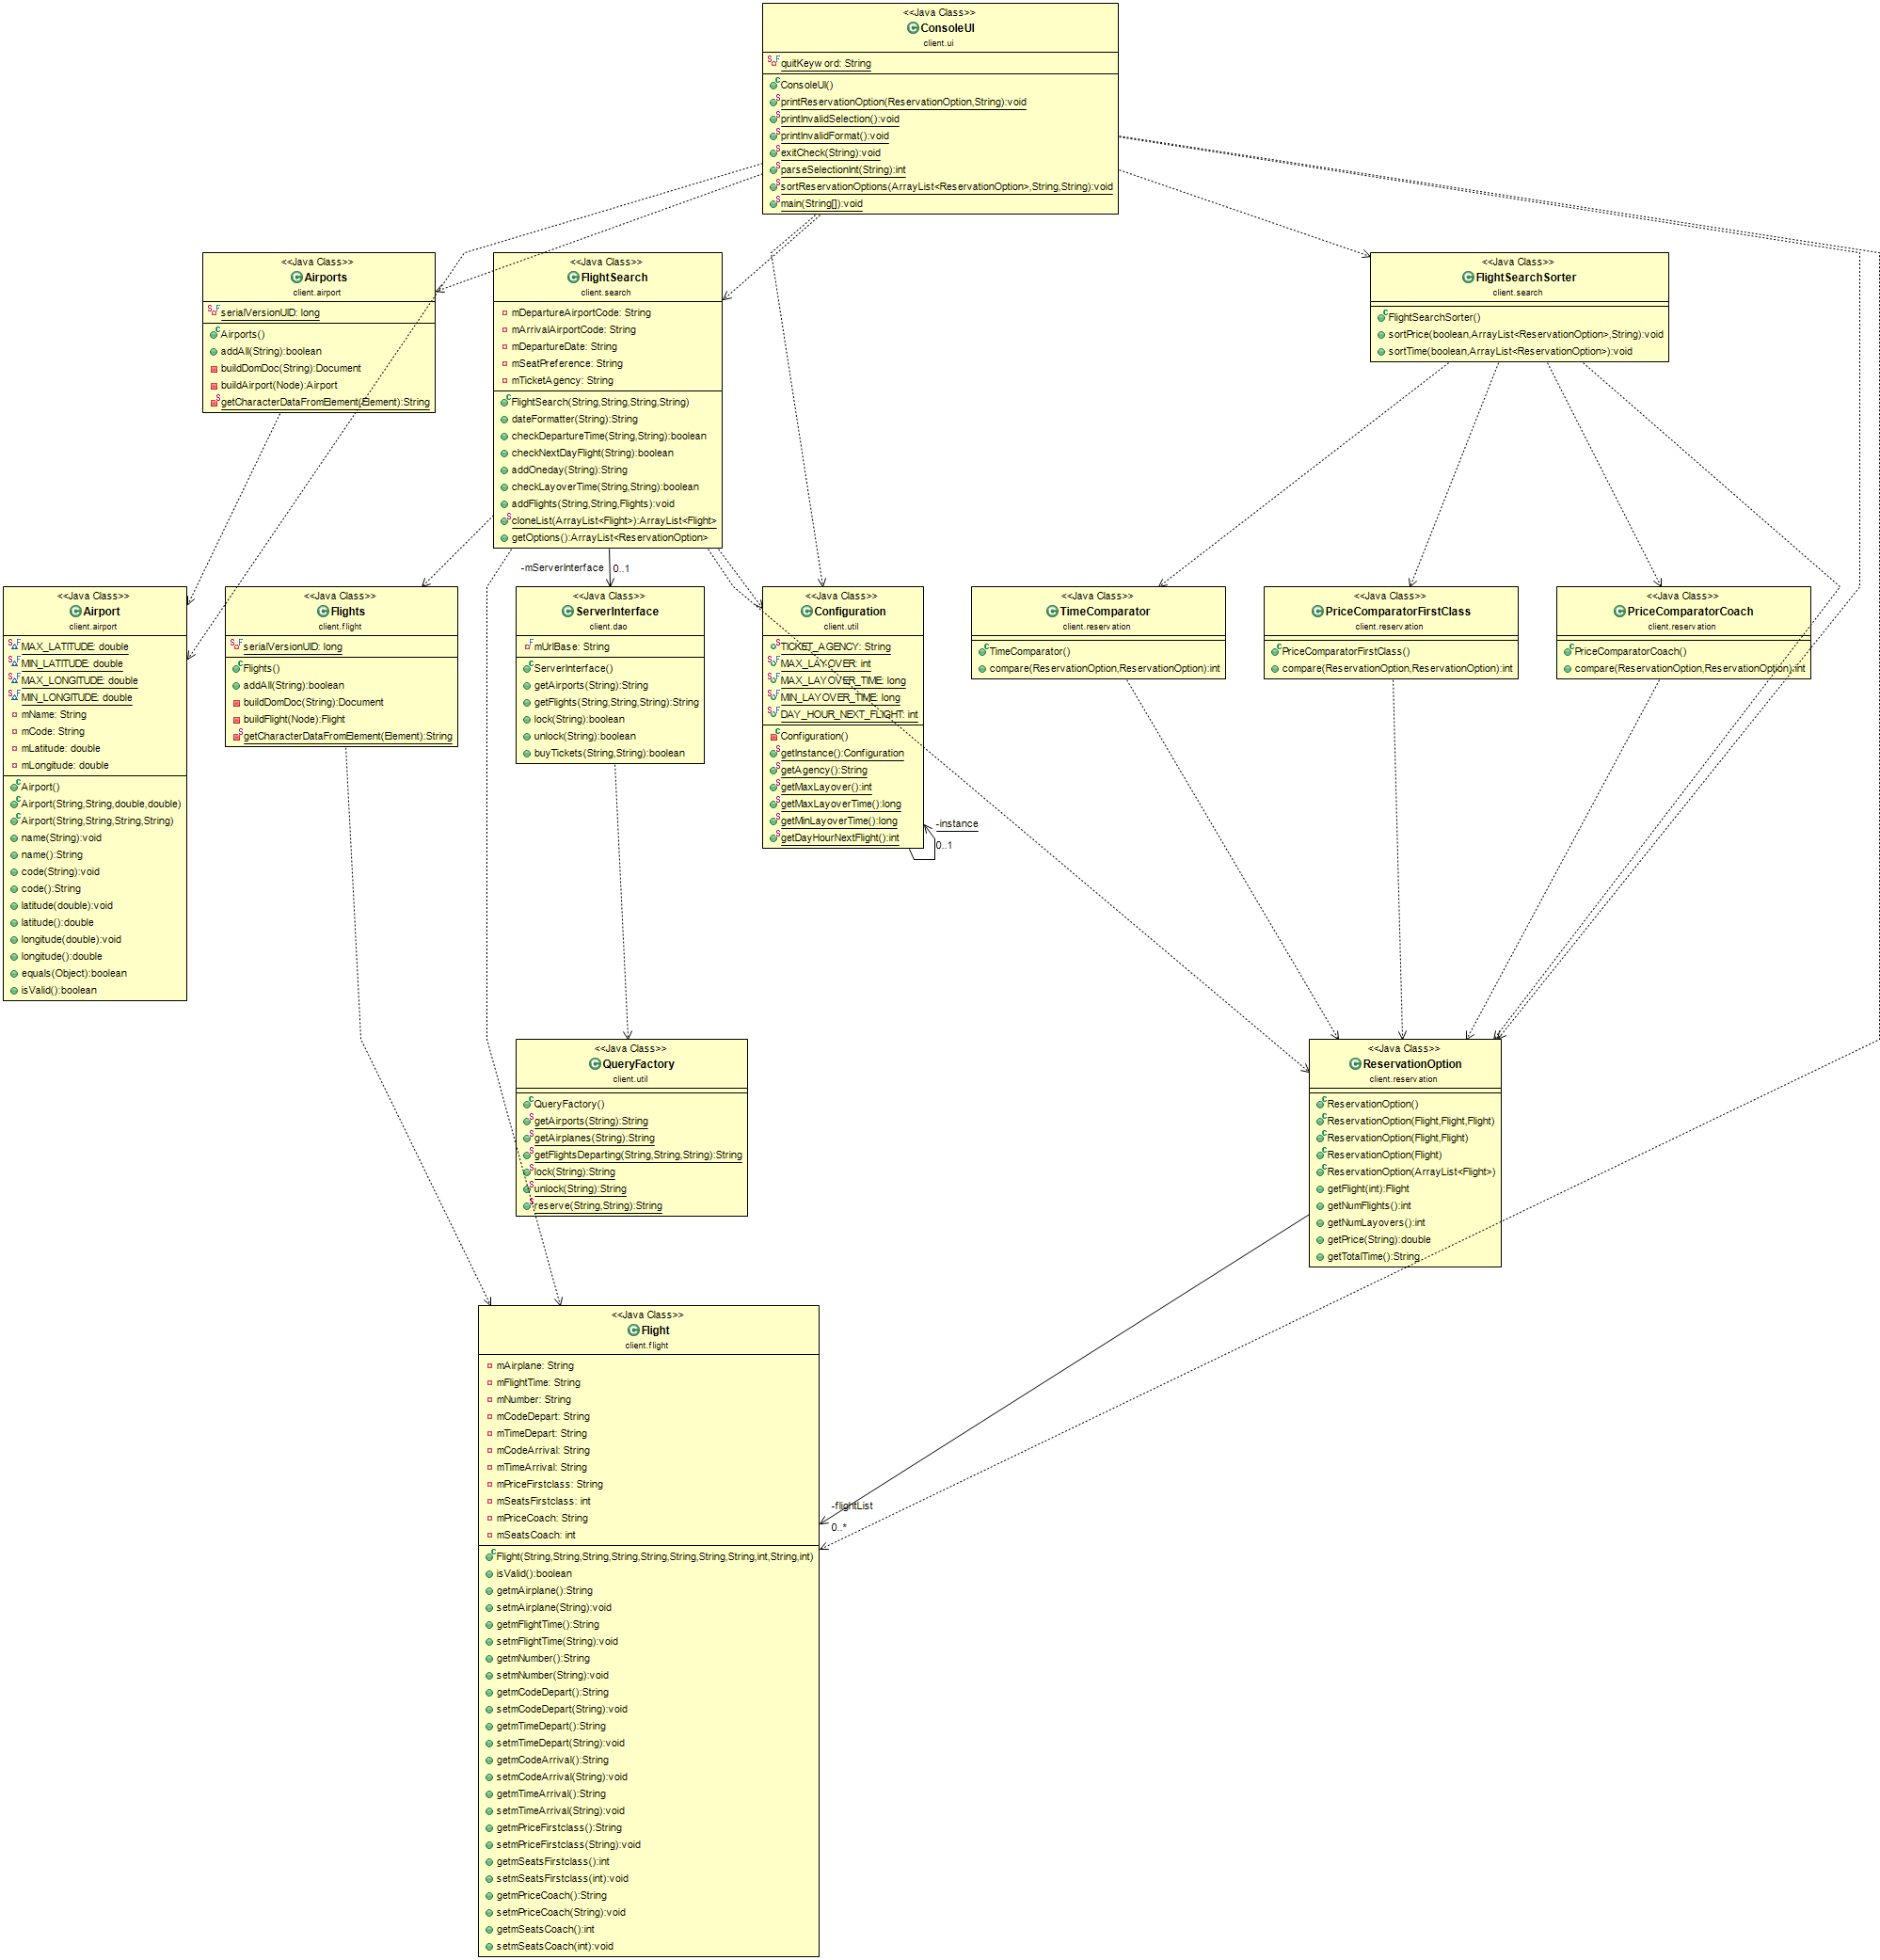 <<Java Class>>
ConsoleUI
client.ui
quitKeyword: String
ConsoleUI()
printReservationOption(ReservationOption,String):void
printInvalidSelection():void
printInvalidFormat():void
exitCheck(String):void
parseSelectionInt(String):int
sortReservationOptions(ArrayList<ReservationOption>,String,String):void
main(String[]):void
<<Java Class>>
Airports
client.airport
serialVersionUID: long
Airports()
addAll(String):boolean
buildDomDoc(String):Document
buildAirport(Node):Airport
getCharacterDataFromElement(Element):String
<<Java Class>>
FlightSearch
client.search
mDepartureAirportCode: String
mArrivalAirportCode: String
mDepartureDate: String
mSeatPreference: String
mTicketAgency: String
FlightSearch(String,String,String,String)
dateFormatter(String):String
checkDepartureTime(String,String):boolean
checkNextDayFlight(String):boolean
addOneday(String):String
checkLayoverTime(String,String):boolean
addFlights(String,String,Flights):void
cloneList(ArrayList<Flight>):ArrayList<Flight>
getOptions():ArrayList<ReservationOption>
<<Java Class>>
FlightSearchSorter
client.search
FlightSearchSorter()
sortPrice(boolean,ArrayList<ReservationOption>,String):void
sortTime(boolean,ArrayList<ReservationOption>):void
-mServerInterface
0..1
<<Java Class>>
Airport
client.airport
MAX_LATITUDE: double
MIN_LATITUDE: double
MAX_LONGITUDE: double
MIN_LONGITUDE: double
mName: String
mCode: String
mLatitude: double
mLongitude: double
Airport()
Airport(String,String,double,double)
Airport(String,String,String,String)
name(String):void
name():String
code(String):void
code():String
latitude(double):void
latitude():double
longitude(double):void
longitude():double
equals(Object):boolean
isValid():boolean
<<Java Class>>
Flights
client.flight
serialVersionUID: long
Flights()
addAll(String):boolean
buildDomDoc(String):Document
buildFlight(Node):Flight
getCharacterDataFromElement(Element):String
<<Java Class>>
ServerInterface
client.dao
mUrlBase: String
ServerInterface()
getAirports(String):String
getFlights(String,String,String):String
lock(String):boolean
unlock(String):boolean
buyTickets(String,String):boolean
<<Java Class>>
Configuration
client.util
TICKET_AGENCY: String
MAX_LAYOVER: int
MAX_LAYOVER_TIME: long
MIN_LAYOVER_TIME: long
DAY_HOUR_NEXT_FLIGHT: int
Configuration()
getInstance():Configuration
getAgency():String
getMaxLayover():int
getMaxLayoverTime():long
getMinLayoverTime():long
getDayHourNextFlight():int
-instance
0..1
<<Java Class>>
TimeComparator
client.reservation
TimeComparator()
compare(ReservationOption,ReservationOption):int
<<Java Class>>
PriceComparatorFirstClass
client.reservation
PriceComparatorFirstClass()
compare(ReservationOption,ReservationOption):int
<<Java Class>>
PriceComparatorCoach
client.reservation
PriceComparatorCoach()
compare(ReservationOption,ReservationOption):int
<<Java Class>>
QueryFactory
client.util
QueryFactory()
getAirports(String):String
getAirplanes(String):String
getFlightsDeparting(String,String,String):String
lock(String):String
unlock(String):String
reserve(String,String):String
<<Java Class>>
ReservationOption
client.reservation
ReservationOption()
ReservationOption(Flight,Flight,Flight)
ReservationOption(Flight,Flight)
ReservationOption(Flight)
ReservationOption(ArrayList<Flight>)
getFlight(int):Flight
getNumFlights():int
getNumLayovers():int
getPrice(String):double
getTotalTime():String
<<Java Class>>
Flight
client.flight
mAirplane: String
mFlightTime: String
mNumber: String
mCodeDepart: String
mTimeDepart: String
mCodeArrival: String
mTimeArrival: String
mPriceFirstclass: String
mSeatsFirstclass: int
mPriceCoach: String
mSeatsCoach: int
Flight(String,String,String,String,String,String,String,String,int,String,int)
isValid():boolean
getmAirplane():String
setmAirplane(String):void
getmFlightTime():String
setmFlightTime(String):void
getmNumber():String
setmNumber(String):void
getmCodeDepart():String
setmCodeDepart(String):void
getmTimeDepart():String
setmTimeDepart(String):void
getmCodeArrival():String
setmCodeArrival(String):void
getmTimeArrival():String
setmTimeArrival(String):void
getmPriceFirstclass():String
setmPriceFirstclass(String):void
getmSeatsFirstclass():int
setmSeatsFirstclass(int):void
getmPriceCoach():String
setmPriceCoach(String):void
getmSeatsCoach():int
setmSeatsCoach(int):void
-flightList
0..*